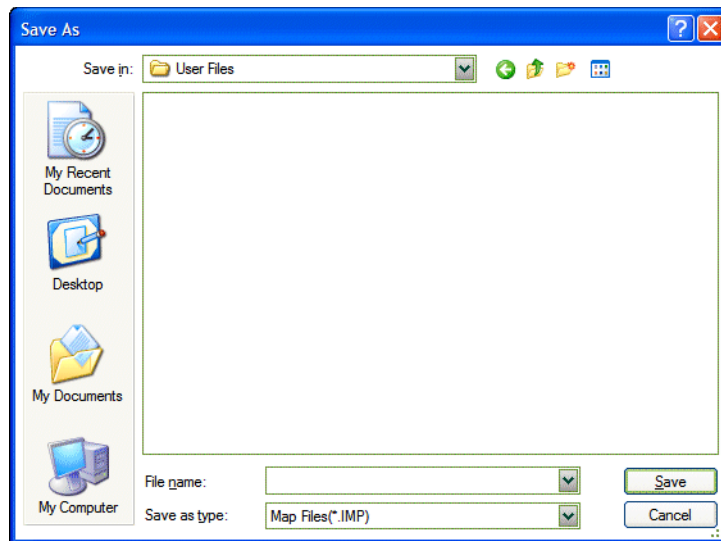 Save As
Save in: User Files
My Recent
Documents
Desktop
My Documents
My Computer
File name:
Save
Save as type: Map Files(*.IMP)
Cancel